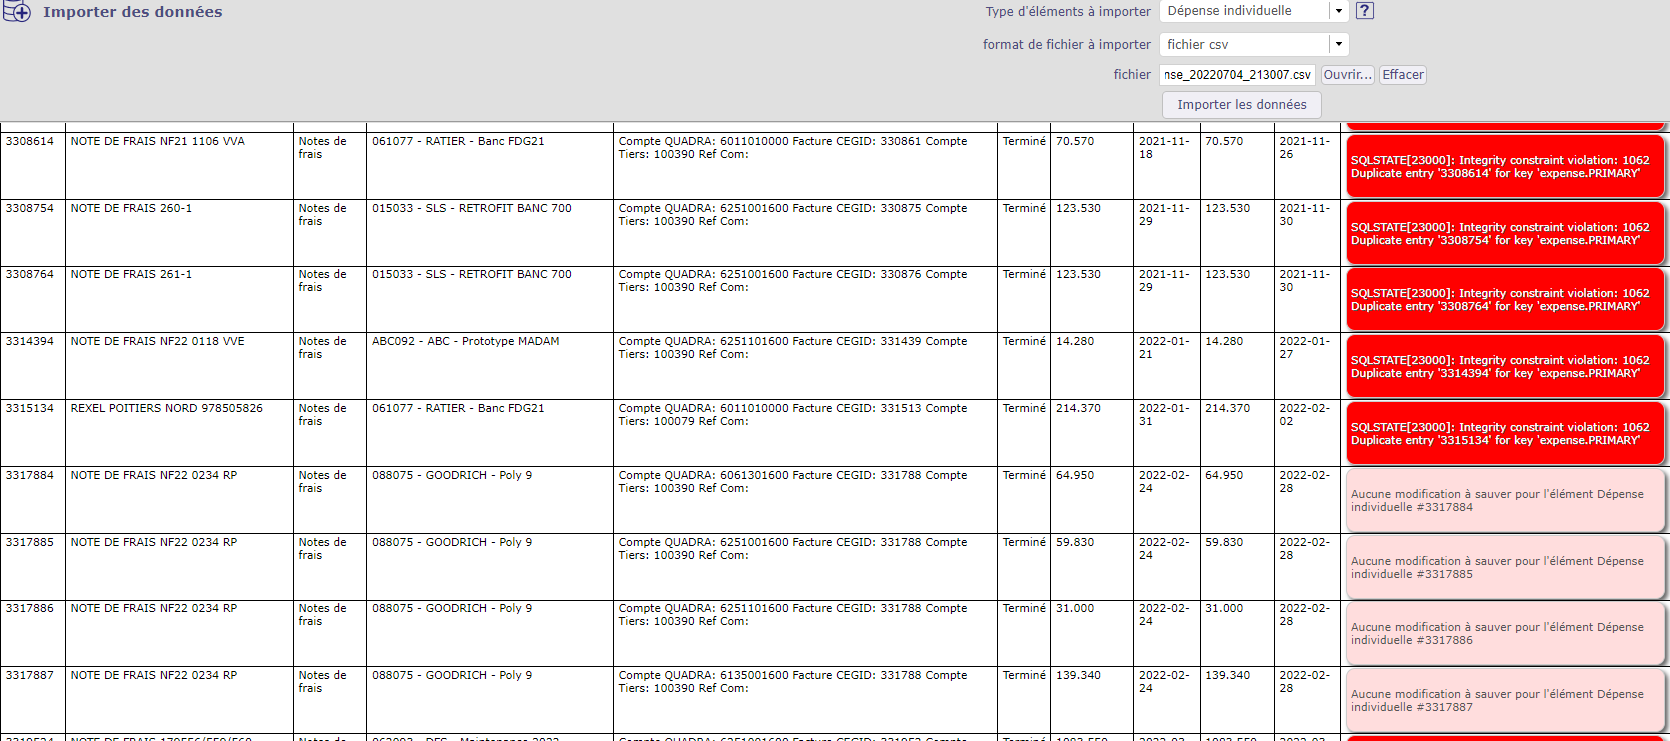 Importer des données
Type d'éléments à importer Dépense individuelle ?
format de fichier à importer fichier csv
fichier nse_20220704_213007.csv Ouvrir... Effacer
Importer les données
3308614 NOTE DE FRAIS NF21 1106 VVA Notes de 061077 - RATIER - Banc FDG21 Compte QUADRA: 6011010000 Facture CEGID: 330861 Compte Terminé 70.570 2021-11- 70.570 2021-11-
frais Tiers: 100390 Ref Com: 18 26
SQLSTATE[23000]: Integrity constraint violation: 1062
Duplicate entry '3308614' for key 'expense.PRIMARY'
3308754 NOTE DE FRAIS 260-1 Notes de 015033 - SLS - RETROFIT BANC 700 Compte QUADRA: 6251001600 Facture CEGID: 330875 Compte Terminé 123.530 2021-11- 123.530 2021-11-
frais Tiers: 100390 Ref Com: 29 30
SQLSTATE[23000]: Integrity constraint violation: 1062
Duplicate entry '3308754' for key 'expense.PRIMARY'
3308764 NOTE DE FRAIS 261-1 Notes de 015033 - SLS - RETROFIT BANC 700 Compte QUADRA: 6251001600 Facture CEGID: 330876 Compte Terminé 123.530 2021-11- 123.530 2021-11-
frais Tiers: 100390 Ref Com: 29 30
SQLSTATE[23000]: Integrity constraint violation: 1062
Duplicate entry '3308764' for key 'expense.PRIMARY'
3314394 NOTE DE FRAIS NF22 0118 VVE Notes de ABC092 - ABC - Prototype MADAM Compte QUADRA: 6251101600 Facture CEGID: 331439 Compte Terminé 14.280 2022-01- 14.280 2022-01-
frais Tiers: 100390 Ref Com: 21 27
SQLSTATE[23000]: Integrity constraint violation: 1062
Duplicate entry '3314394' for key 'expense.PRIMARY'
3315134 REXEL POITIERS NORD 978505826 Notes de 061077 - RATIER - Banc FDG21 Compte QUADRA: 6011010000 Facture CEGID: 331513 Compte Terminé 214.370 2022-01- 214.370 2022-02-
frais Tiers: 100079 Ref Com: 31 02
SQLSTATE[23000]: Integrity constraint violation: 1062
Duplicate entry '3315134' for key 'expense.PRIMARY'
3317884 NOTE DE FRAIS NF22 0234 RP Notes de 088075 - GOODRICH - Poly 9 Compte QUADRA: 6061301600 Facture CEGID: 331788 Compte Terminé 64.950 2022-02- 64.950 2022-02-
frais Tiers: 100390 Ref Com: 24 28
Aucune modification à sauver pour l'élément Dépense
individuelle #3317884
3317885 NOTE DE FRAIS NF22 0234 RP Notes de 088075 - GOODRICH - Poly 9 Compte QUADRA: 6251001600 Facture CEGID: 331788 Compte Terminé 59.830 2022-02- 59.830 2022-02-
frais Tiers: 100390 Ref Com: 24 28
Aucune modification à sauver pour l'élément Dépense
individuelle #3317885
3317886 NOTE DE FRAIS NF22 0234 RP Notes de 088075 - GOODRICH - Poly 9 Compte QUADRA: 6251101600 Facture CEGID: 331788 Compte Terminé 31.000 2022-02- 31.000 2022-02-
frais Tiers: 100390 Ref Com: 24 28
Aucune modification à sauver pour l'élément Dépense
individuelle #3317886
3317887 NOTE DE FRAIS NF22 0234 RP Notes de 088075 - GOODRICH - Poly 9 Compte QUADRA: 6135001600 Facture CEGID: 331788 Compte Terminé 139.340 2022-02- 139.340 2022-02-
frais Tiers: 100390 Ref Com: 24 28
Aucune modification à sauver pour l'élément Dépense
individuelle #3317887